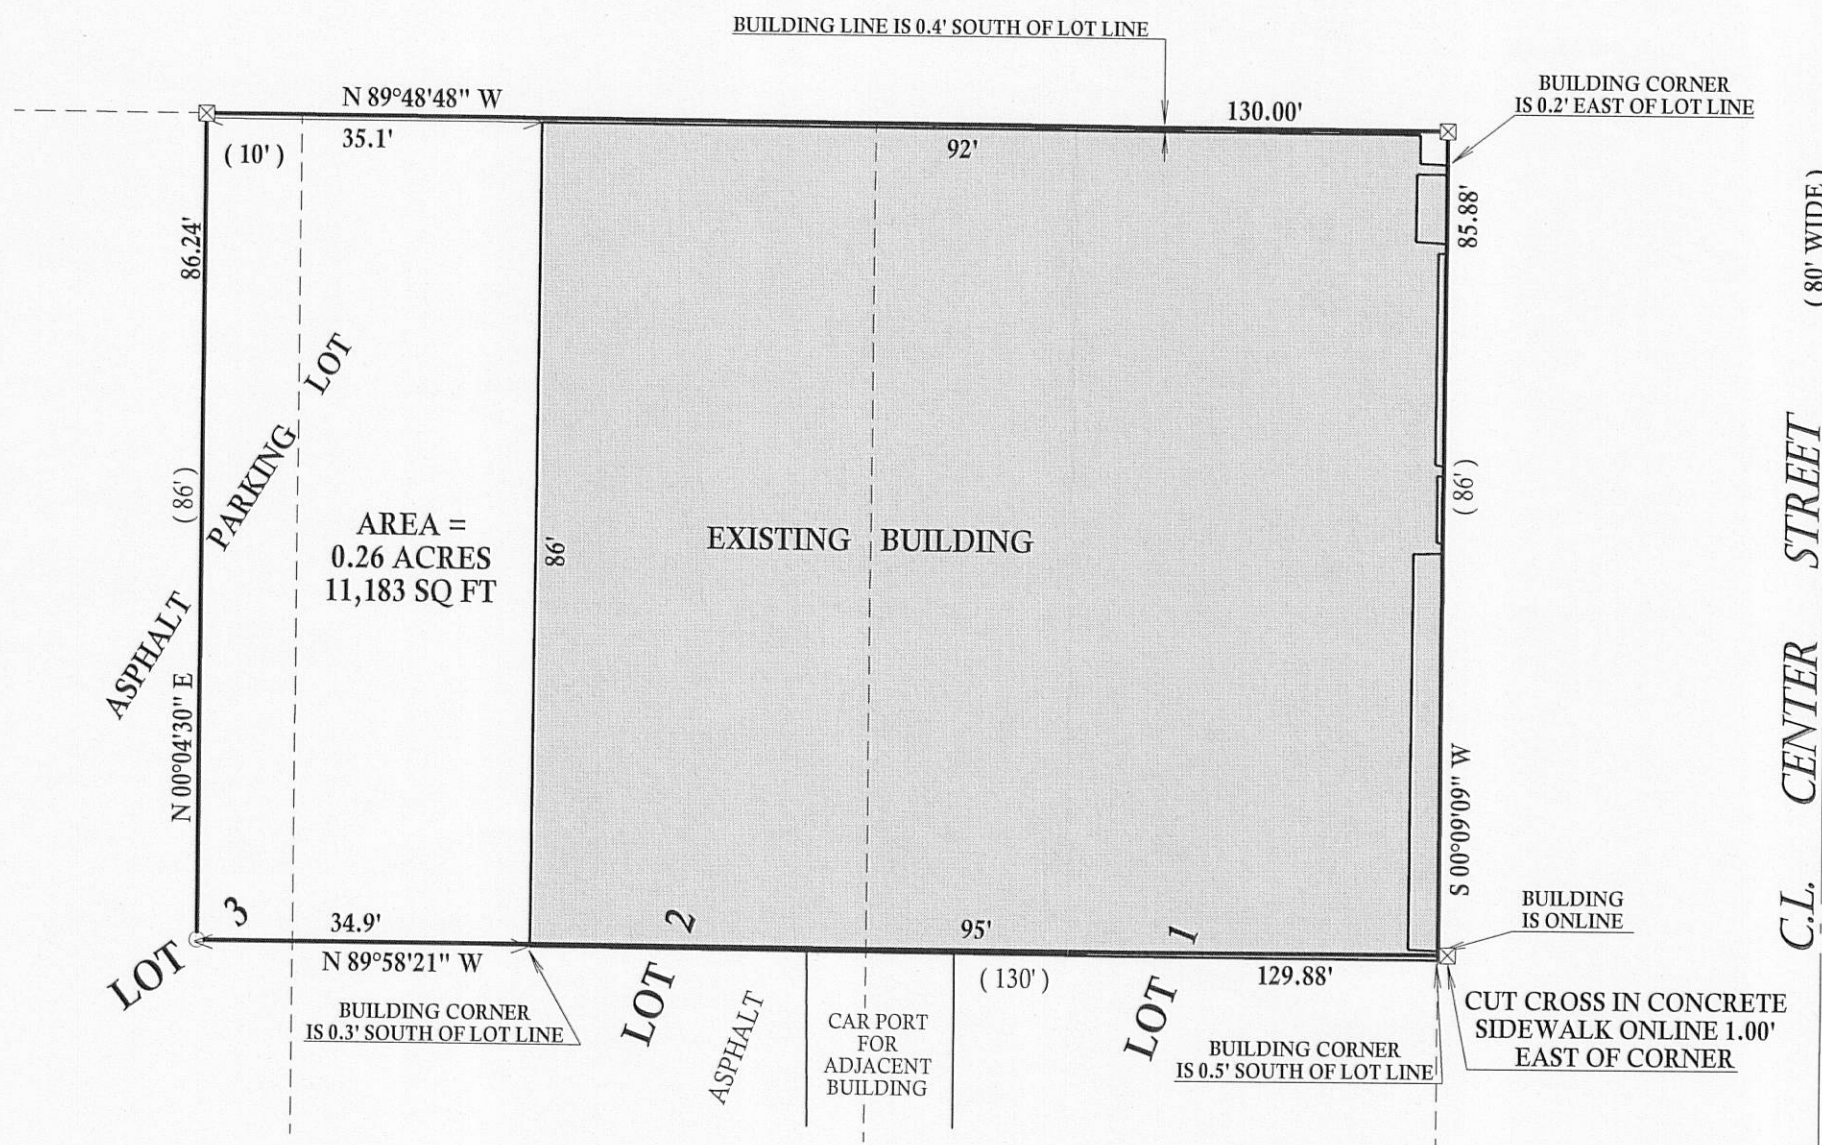 BUILDING LINE IS 0.4' SOUTH OF LOT LINE
N 89°48'48" W
130.00'
BUILDING CORNER
IS 0.2' EAST OF LOT LINE
( 10' )
35.1'
92'
86.24'
85.88'
( 80' WIDE )
LOT
PARKING
ASPHALT
( 86' )
( 86' )
AREA =
0.26 ACRES
11,183 SQ FT
86'
EXISTING BUILDING
C.L. CENTER STREET
N 00°04'30" E
S 00°09'09" W
LOT 3
34.9'
N 89°58'21" W
LOT 2
95'
( 130' )
LOT 1
129.88'
BUILDING
IS ONLINE
BUILDING CORNER
IS 0.3' SOUTH OF LOT LINE
ASPHALT
CAR PORT
FOR
ADJACENT
BUILDING
BUILDING CORNER
IS 0.5' SOUTH OF LOT LINE
CUT CROSS IN CONCRETE
SIDEWALK ONLINE 1.00'
EAST OF CORNER